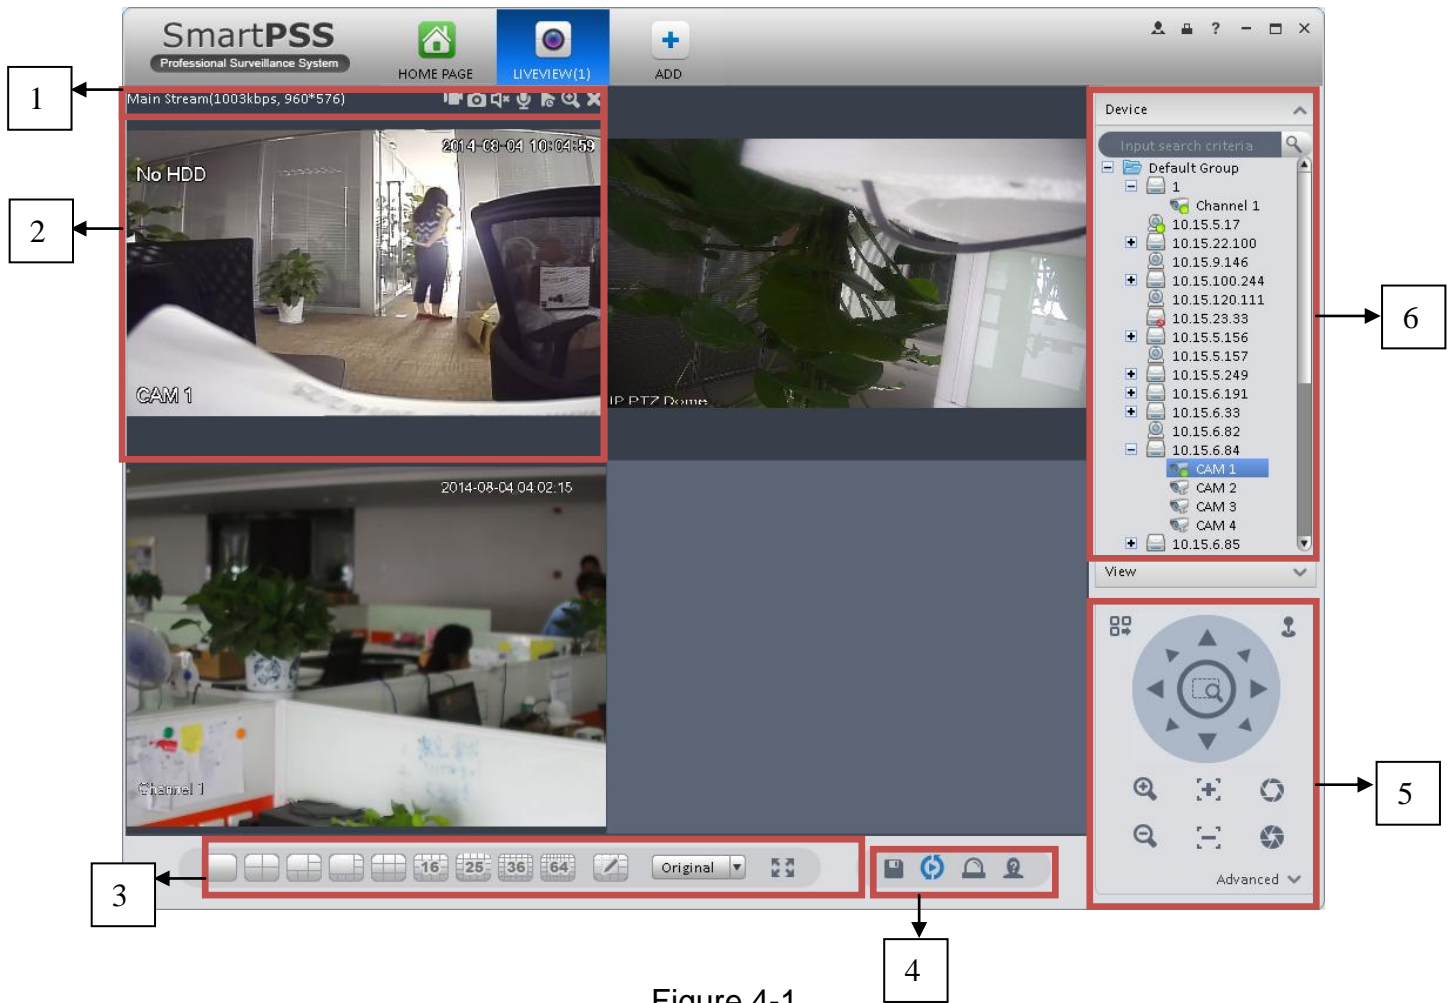 SmartPSS
Professional Surveillance System
HOME PAGE
LIVEVIEW(1)
ADD
?
1
Main Stream(1003kbps, 960*576)
2014-08-04 10:04:59
No HDD
CAM 1
2
IP PTZ Dome
2014-08-04 04:02:15
Channel 1
Device
Input search criteria
Default Group
1
Channel 1
10.15.5.17
10.15.22.100
10.15.9.146
10.15.100.244
10.15.120.111
10.15.23.33
10.15.5.156
10.15.5.157
10.15.5.249
10.15.6.191
10.15.6.33
10.15.6.82
10.15.6.84
CAM 1
CAM 2
CAM 3
CAM 4
10.15.6.85
6
View
5
Advanced
3
16 25 36 64 Original
4
Figure 4-1